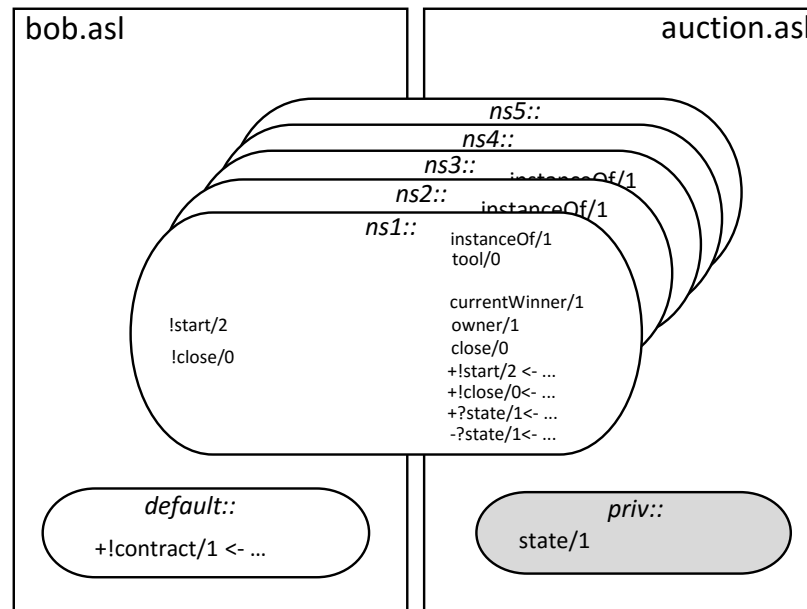 bob.asl
auction.asl
ns5::
ns4::
ns3::
instanceOf/1
ns2::
instanceOf/1
ns1::
instanceOf/1
tool/0
currentWinner/1
!start/2
owner/1
!close/0
close/0
+!start/2 <- ...
+!close/0<- ...
+?state/1<- ...
-?state/1<- ...
default::
+!contract/1 <- ...
priv::
state/1